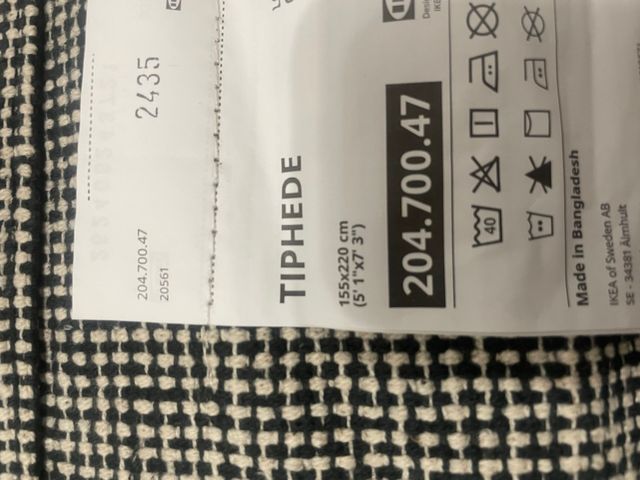 2435
204.700.47
20561
TIPHEDE
155x220 cm
(5' 1"x7' 3")
204.700.47
40
Made in Bangladesh
IKEA of Sweden AB
SE - 34381 Älmhult